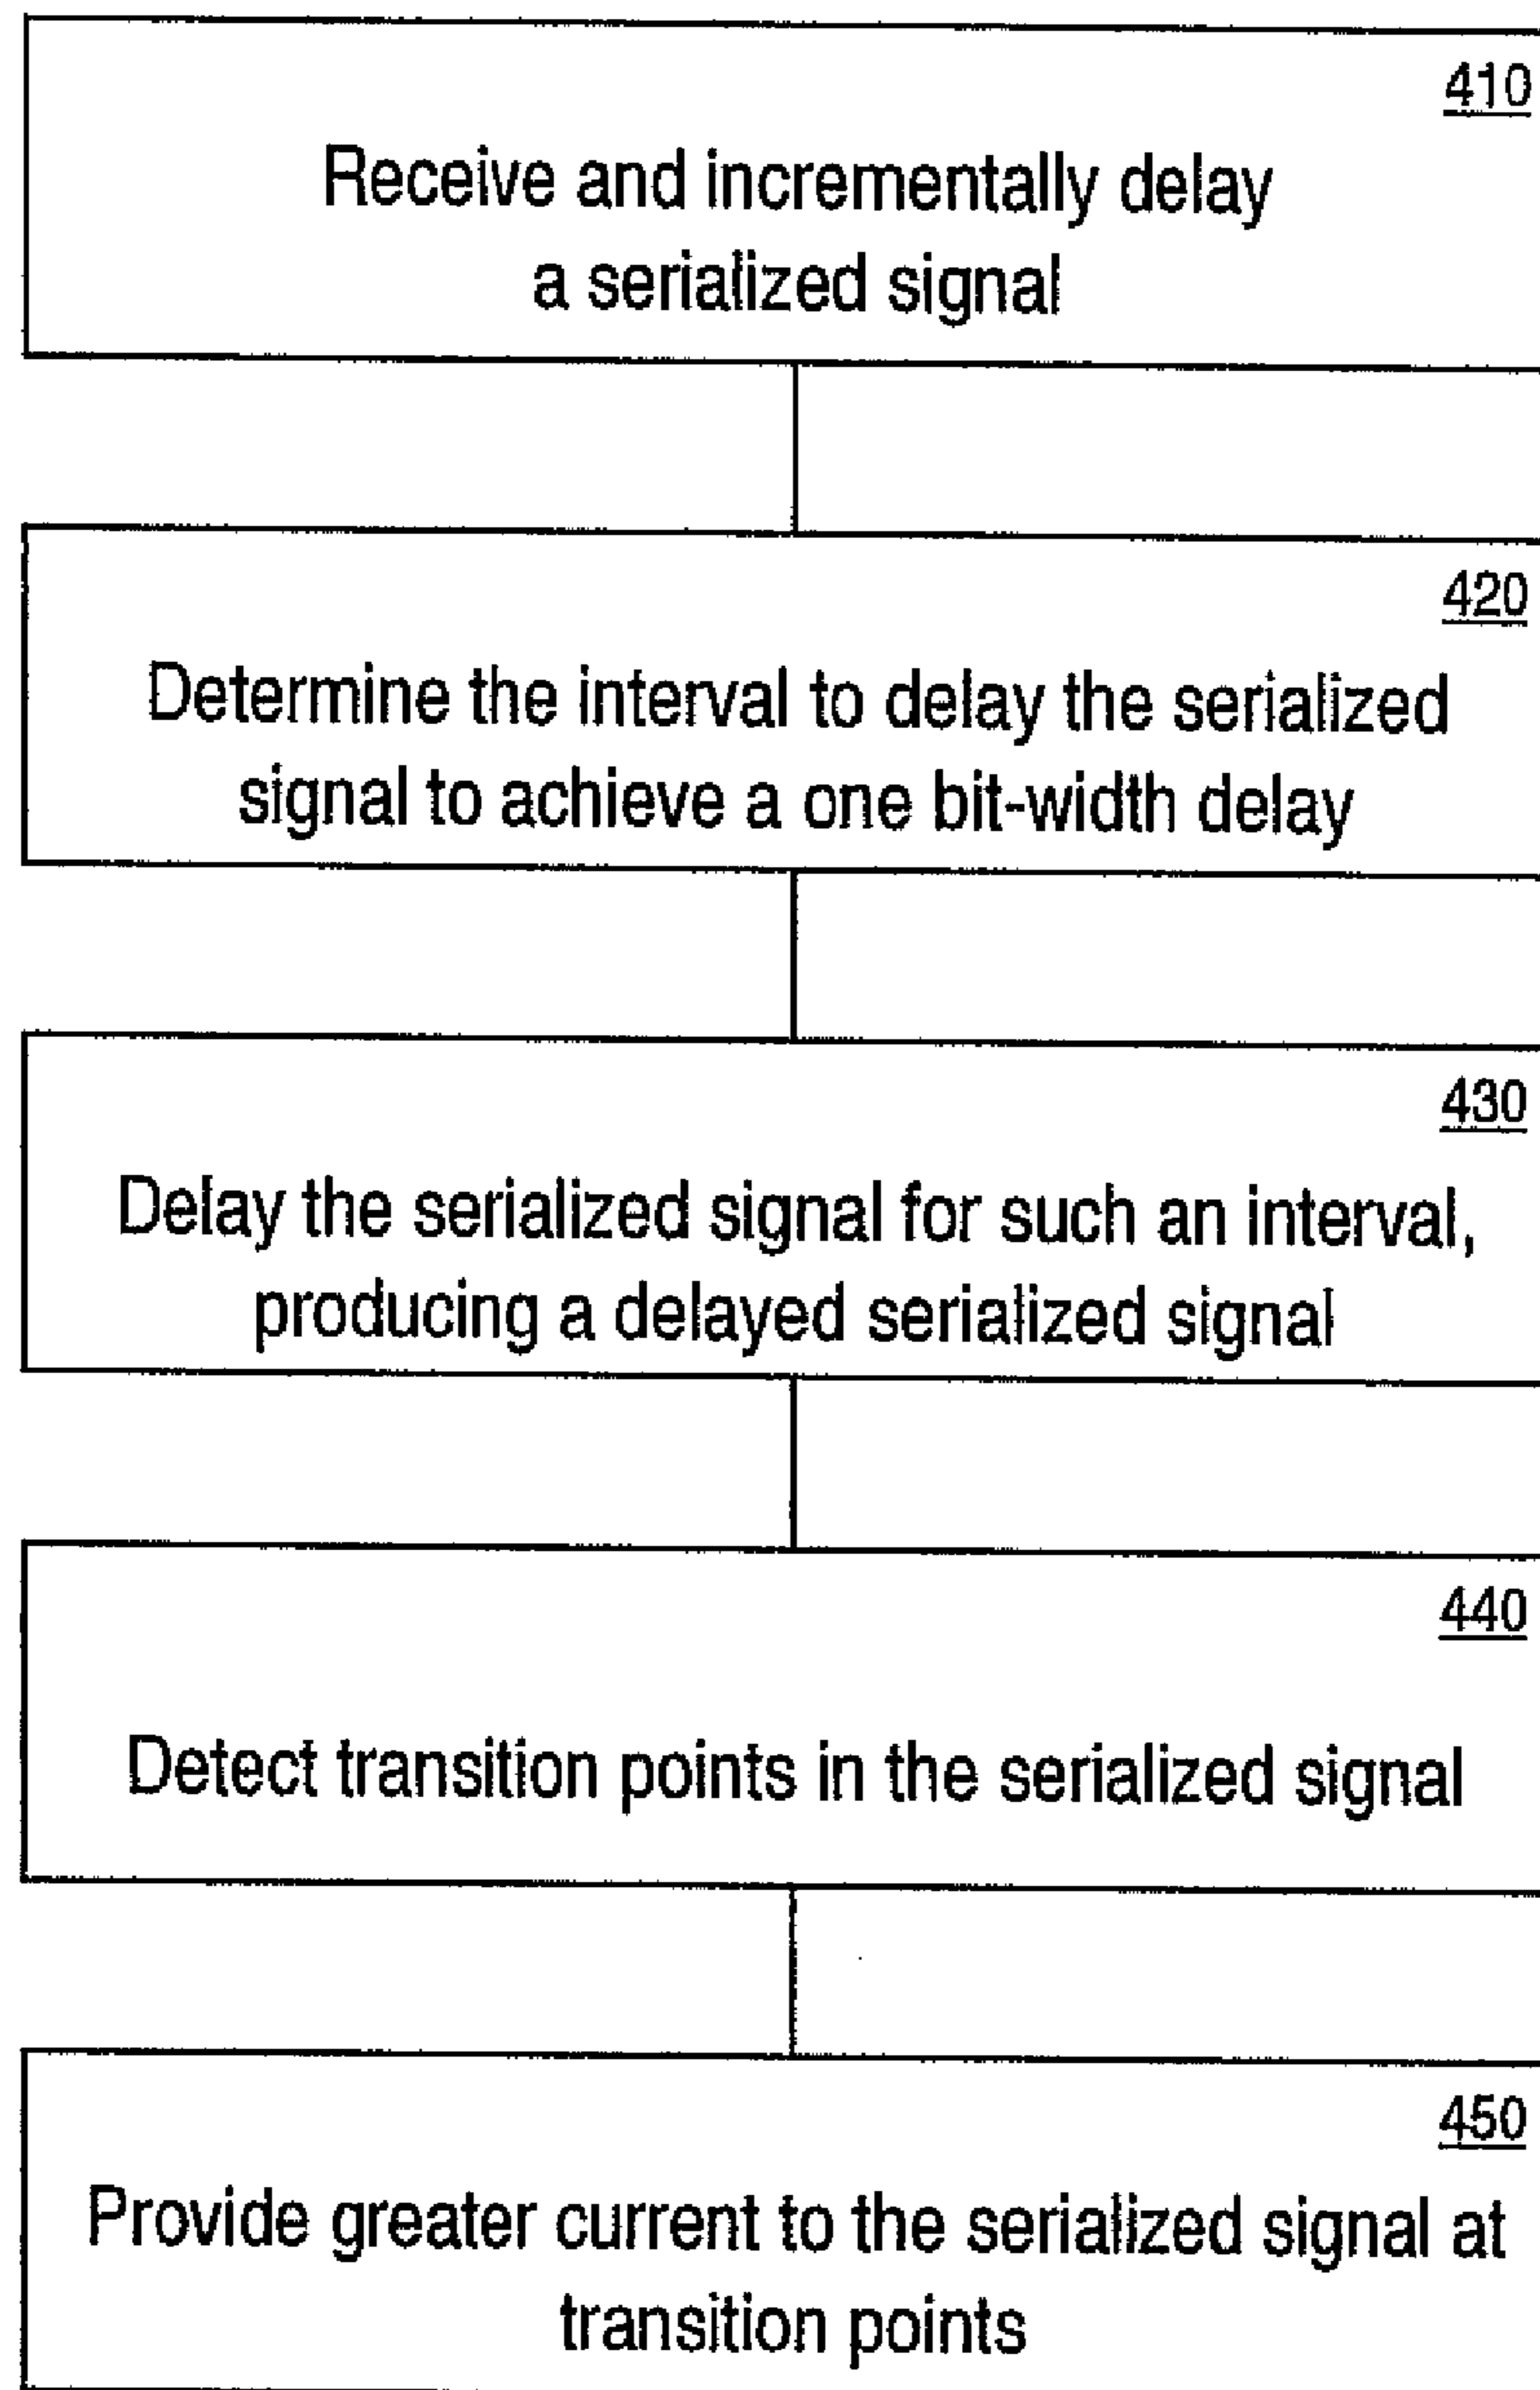 410
Receive and incrementally delay
a serialized signal
420
Determine the interval to delay the serialized
signal to achieve a one bit-width delay
430
Delay the serialized signal for such an interval,
producing a delayed serialized signal
440
Detect transition points in the serialized signal
450
Provide greater current to the serialized signal at
transition points